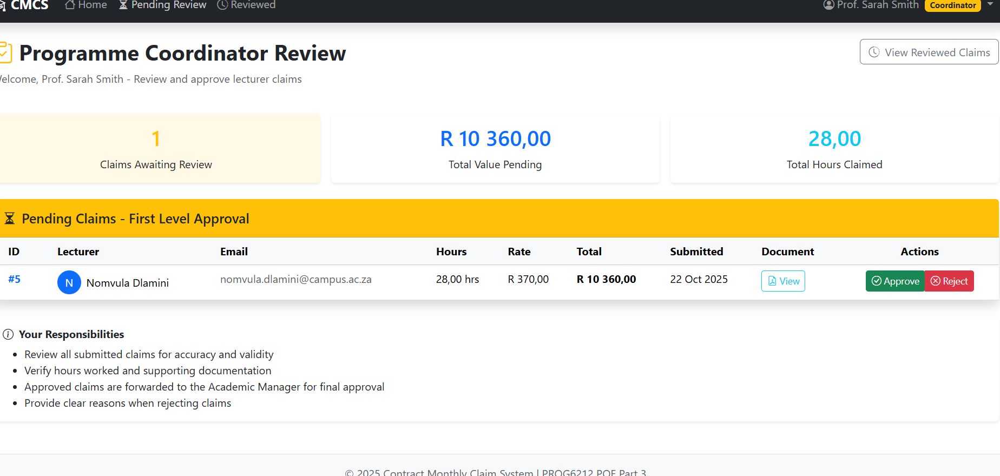 CMCS Home Pending Review Reviewed Prof. Sarah Smith Coordinator
Programme Coordinator Review View Reviewed Claims
elcome, Prof. Sarah Smith - Review and approve lecturer claims
1 R 10 360,00 28,00
Claims Awaiting Review Total Value Pending Total Hours Claimed
Pending Claims - First Level Approval
ID Lecturer Email Hours Rate Total Submitted Document Actions
#5 N Nomvula Dlamini nomvula.dlamini@campus.ac.za 28,00 hrs R 370,00 R 10 360,00 22 Oct 2025 View Approve Reject
Your Responsibilities
• Review all submitted claims for accuracy and validity
• Verify hours worked and supporting documentation
• Approved claims are forwarded to the Academic Manager for final approval
• Provide clear reasons when rejecting claims
© 2025 Contract Monthly Claim System | PROG6212 POE Part 3